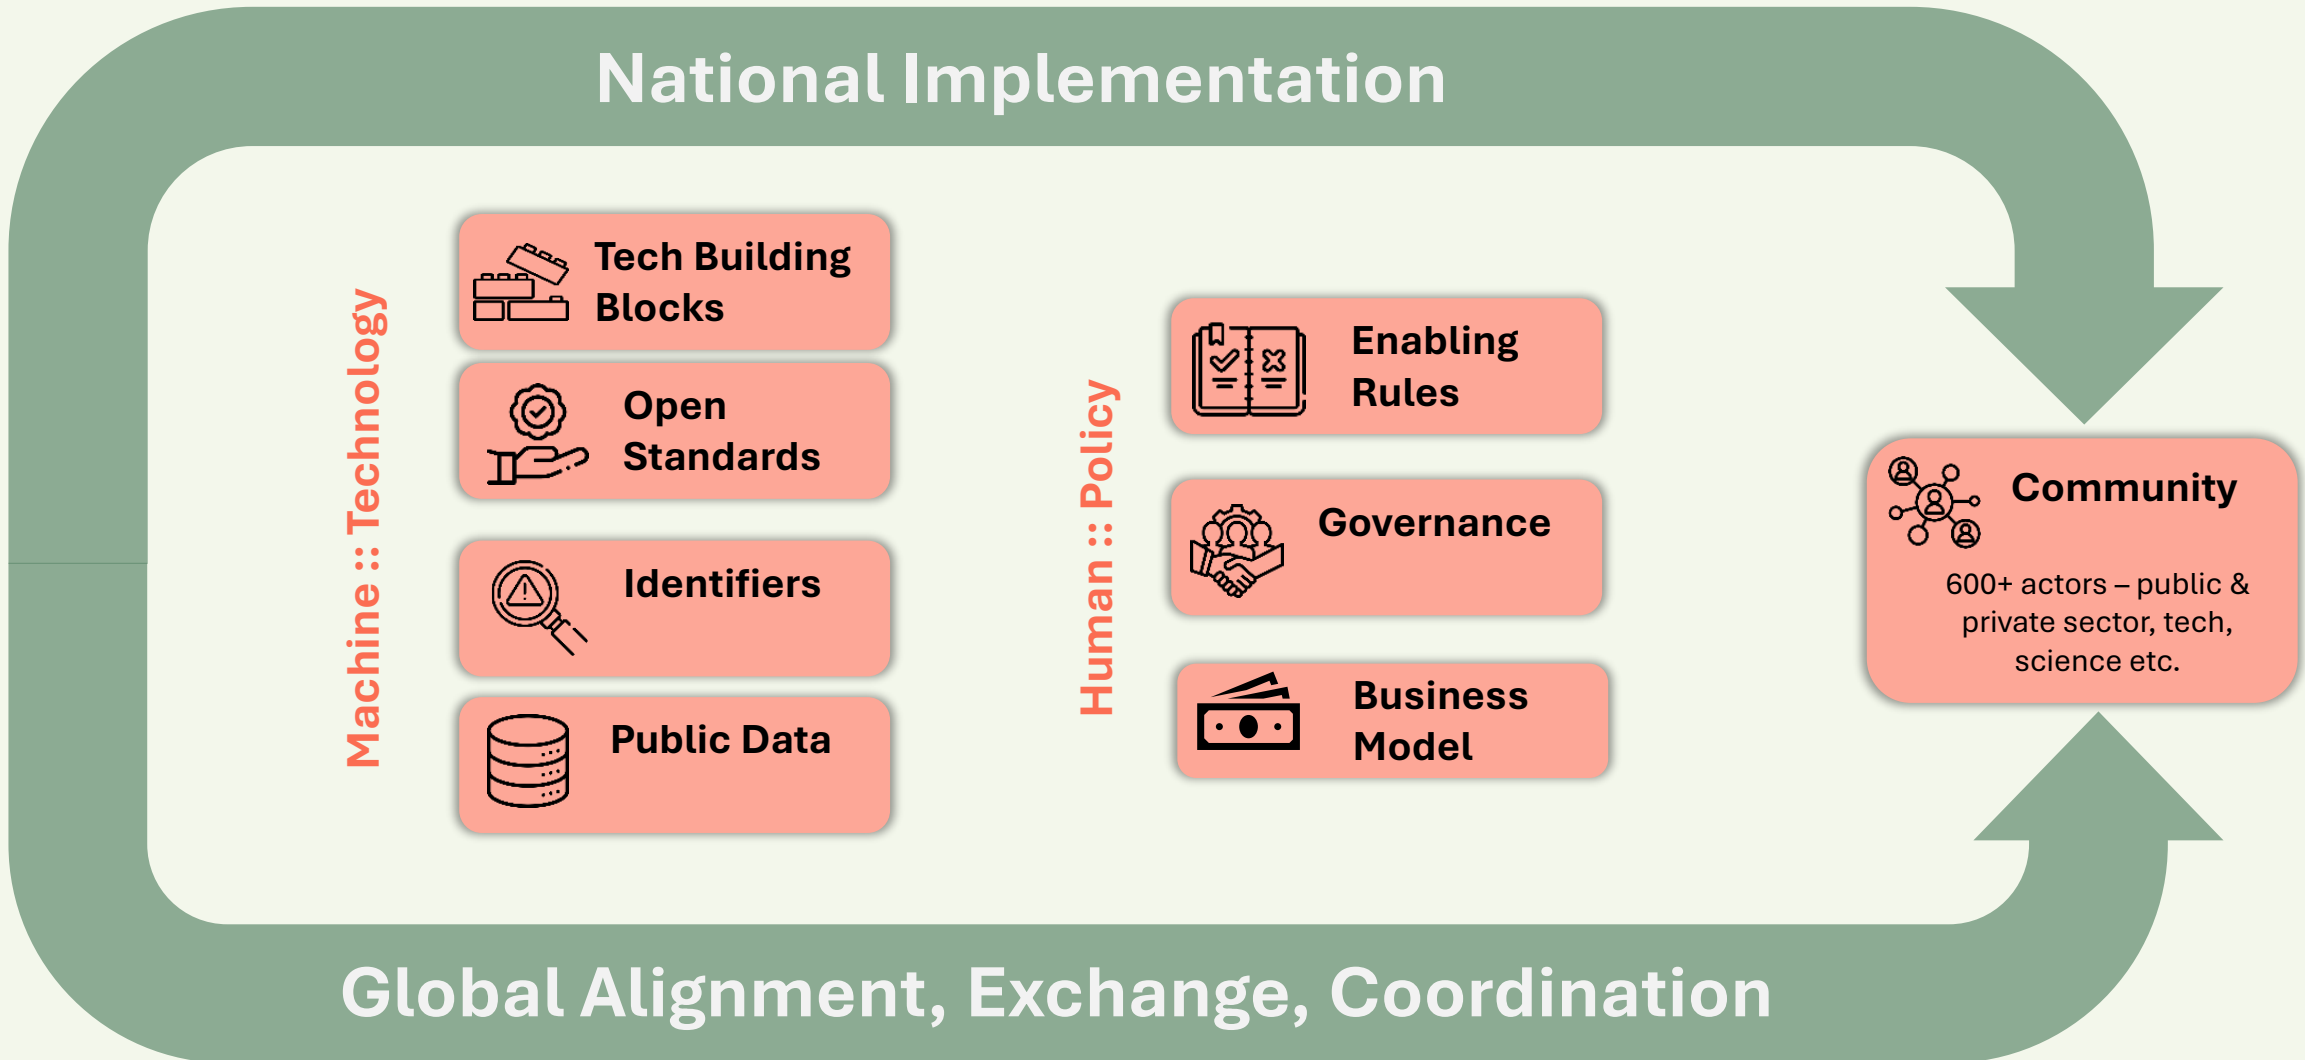 National Implementation
Machine :: Technology
Tech Building
Blocks
Open
Standards
Identifiers
Public Data
Human :: Policy
Enabling
Rules
Governance
Business
Model
Community
600+ actors – public &
private sector, tech,
science etc.
Global Alignment, Exchange, Coordination